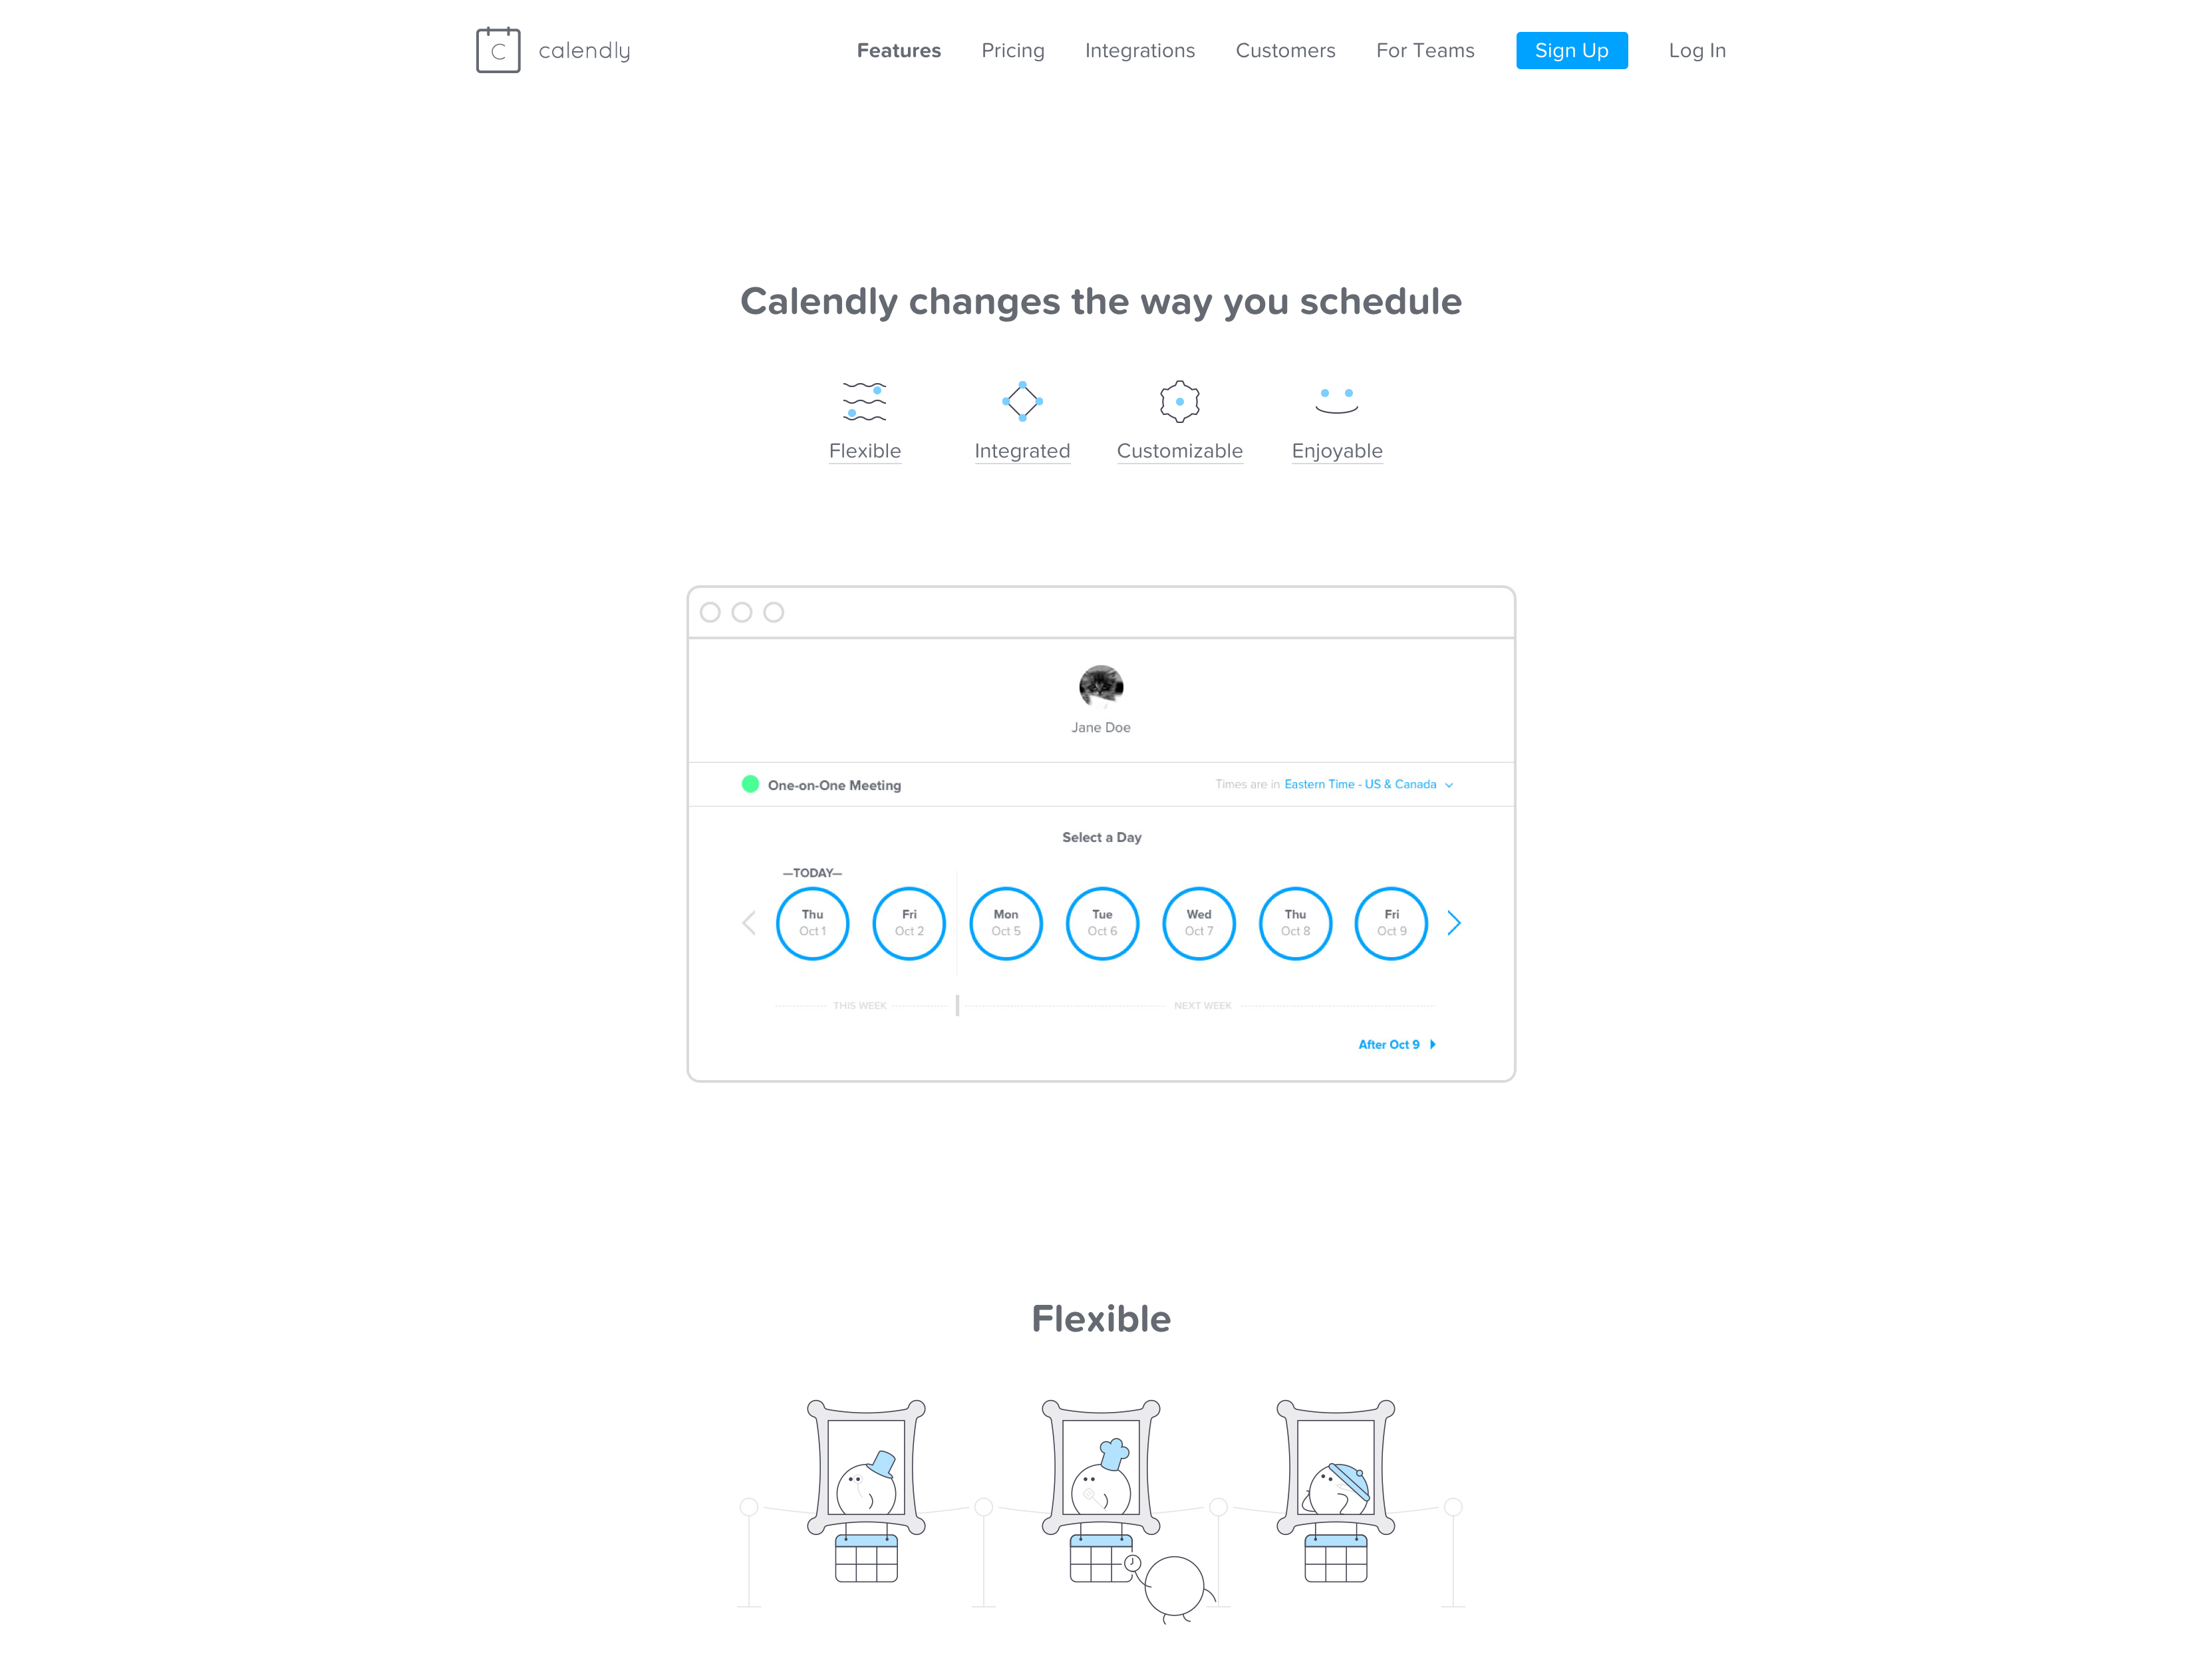 C calendly Features Pricing Integrations Customers For Teams Sign Up Log In
Calendly changes the way you schedule
Flexible Integrated Customizable Enjoyable
Jane Doe
One-on-One Meeting Times are in Eastern Time - US & Canada
Select a Day
—TODAY—
Thu Fri Mon Tue Wed Thu Fri
Oct 1 Oct 2 Oct 5 Oct 6 Oct 7 Oct 8 Oct 9
THIS WEEK NEXT WEEK
After Oct 9
Flexible